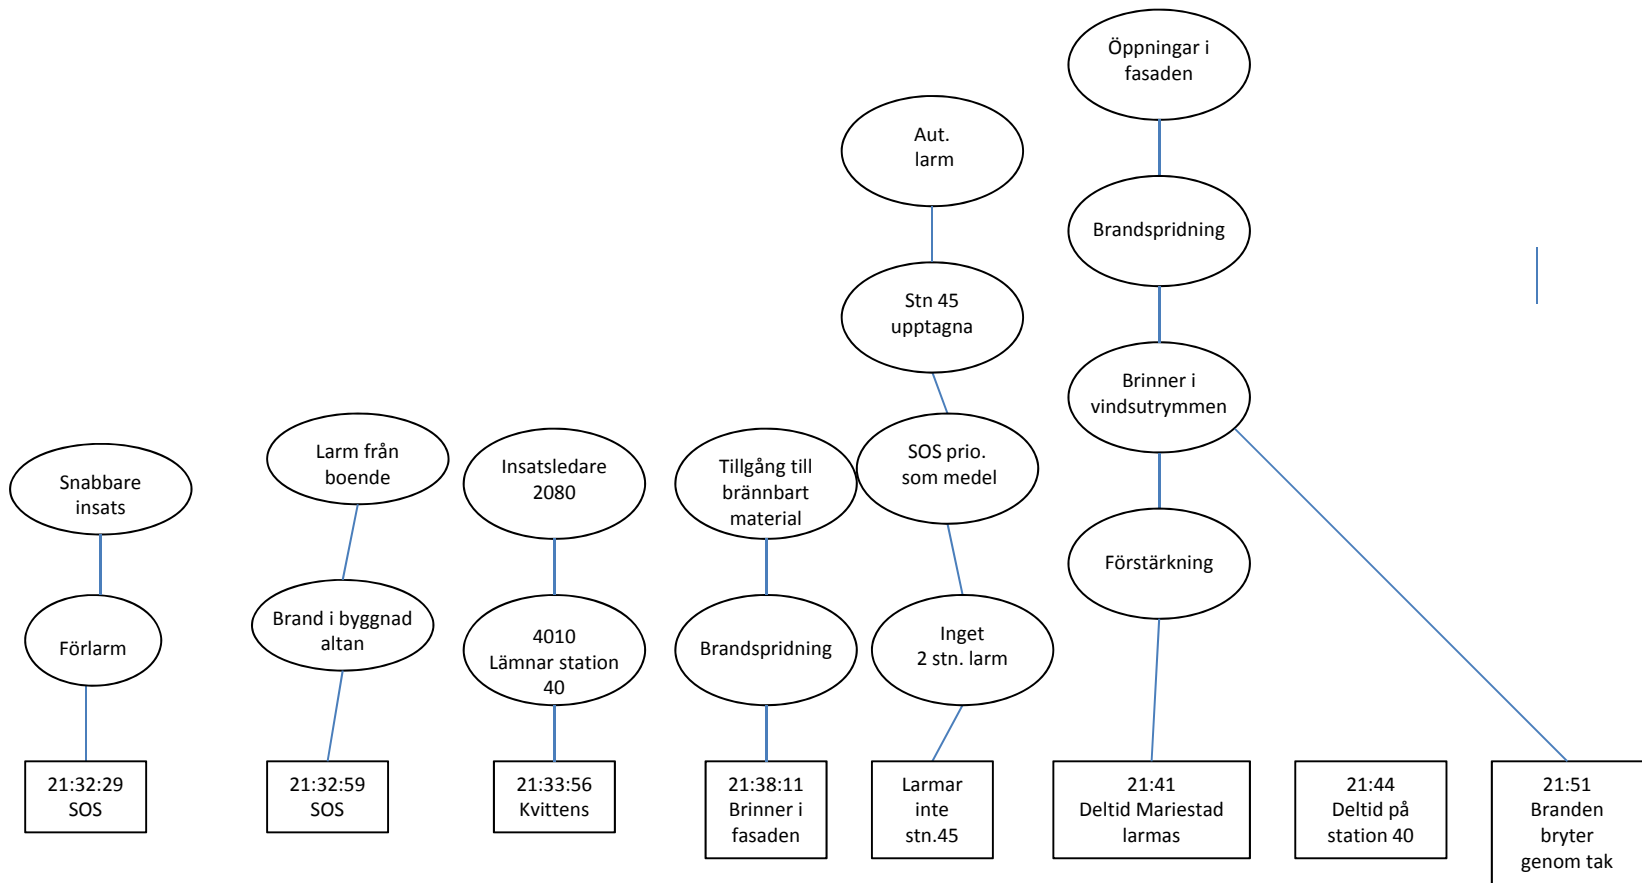 Öppningar i
fasaden
Aut.
larm
Brandspridning
Stn 45
upptagna
Brinner i
vindsutrymmen
Larm från
boende
SOS prio.
som medel
Insatsledare
2080
Tillgång till
brännbart
material
Snabbare
insats
Förstärkning
Brand i byggnad
altan
Förlarm
4010
Lämnar station
40
Brandspridning
Inget
2 stn. larm
21:32:29
SOS
21:32:59
SOS
21:33:56
Kvittens
21:38:11
Brinner i
fasaden
Larmar
inte
stn.45
21:41
Deltid Mariestad
larmas
21:44
Deltid på
station 40
21:51
Branden
bryter
genom tak